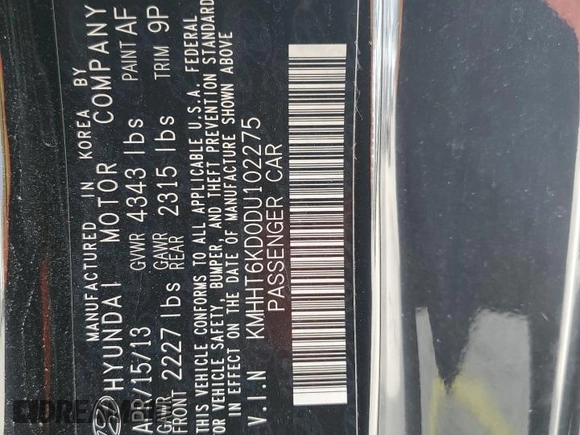 MANUFACTURED IN KOREA BY
HYUNDAI MOTOR COMPANY
APR/15/13 GVWR 4343 lbs PAINT AF
GAWR FRONT 2227 lbs GAWR REAR 2315 lbs TRIM 9P
THIS VEHICLE CONFORMS TO ALL APPLICABLE U.S.A. FEDERAL
MOTOR VEHICLE SAFETY, BUMPER, AND THEFT PREVENTION STANDARDS
IN EFFECT ON THE DATE OF MANUFACTURE SHOWN ABOVE
V.I.N KMHHT6KD0DU102275
PASSENGER CAR